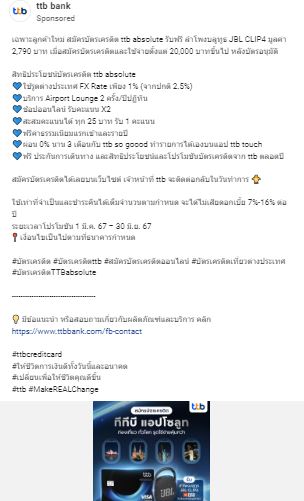 ttb bank
Sponsored
เฉพาะลูกค้าใหม่ สมัครบัตรเครดิต ttb absolute รับฟรี ลำโพงบลูทูธ JBL CLIP4 มูลค่า
2,790 บาท เมื่อสมัครบัตรเครดิตและใช้จ่ายตั้งแต่ 20,000 บาทขึ้นไป หลังบัตรอนุมัติ
สิทธิประโยชน์บัตรเครดิต ttb absolute
💙ใช้รูดต่างประเทศ FX Rate เพียง 1% (จากปกติ 2.5%)
💙บริการ Airport Lounge 2 ครั้ง/ปีปฏิทิน
💙ช้อปออนไลน์ รับคะแนน X2
💙สะสมคะแนนได้ ทุก 25 บาท รับ 1 คะแนน
💙ฟรีค่าธรรมเนียมแรกเข้าและรายปี
💙ผ่อน 0% นาน 3 เดือนกับ ttb so goood ทำรายการได้เองบนแอป ttb touch
💙ฟรี ประกันการเดินทาง และสิทธิประโยชน์และโปรโมชันบัตรเครดิตจาก ttb ตลอดปี
สมัครบัตรเครดิตได้เลยบนเว็บไซต์ เจ้าหน้าที่ ttb จะติดต่อกลับในวันทำการ
ใช้เท่าที่จำเป็นและชำระคืนได้เต็มจำนวนตามกำหนด จะได้ไม่เสียดอกเบี้ย 7%-16% ต่อ
ปี
ระยะเวลาโปรโมชัน 1 มี.ค. 67 – 30 มิ.ย. 67
📍เงื่อนไขเป็นไปตามที่ธนาคารกำหนด
#บัตรเครดิต #บัตรเครดิตttb #สมัครบัตรเครดิตออนไลน์ #บัตรเครดิตเที่ยวต่างประเทศ
#บัตรเครดิตTTBabsolute
-----------------------------------
💡มีข้อแนะนำ หรือสอบถามเกี่ยวกับผลิตภัณฑ์และบริการ คลิก
https://www.ttbbank.com/fb-contact
#ttbcreditcard
#ให้ชีวิตการเงินดีทั้งวันนี้และอนาคต
#เปลี่ยนเพื่อให้ชีวิตคุณดีขึ้น
#ttb #MakeREALChange
ttb
สมัครบัตรเครดิต
ทีทีบี แอปโซลูท
JBL
VISA